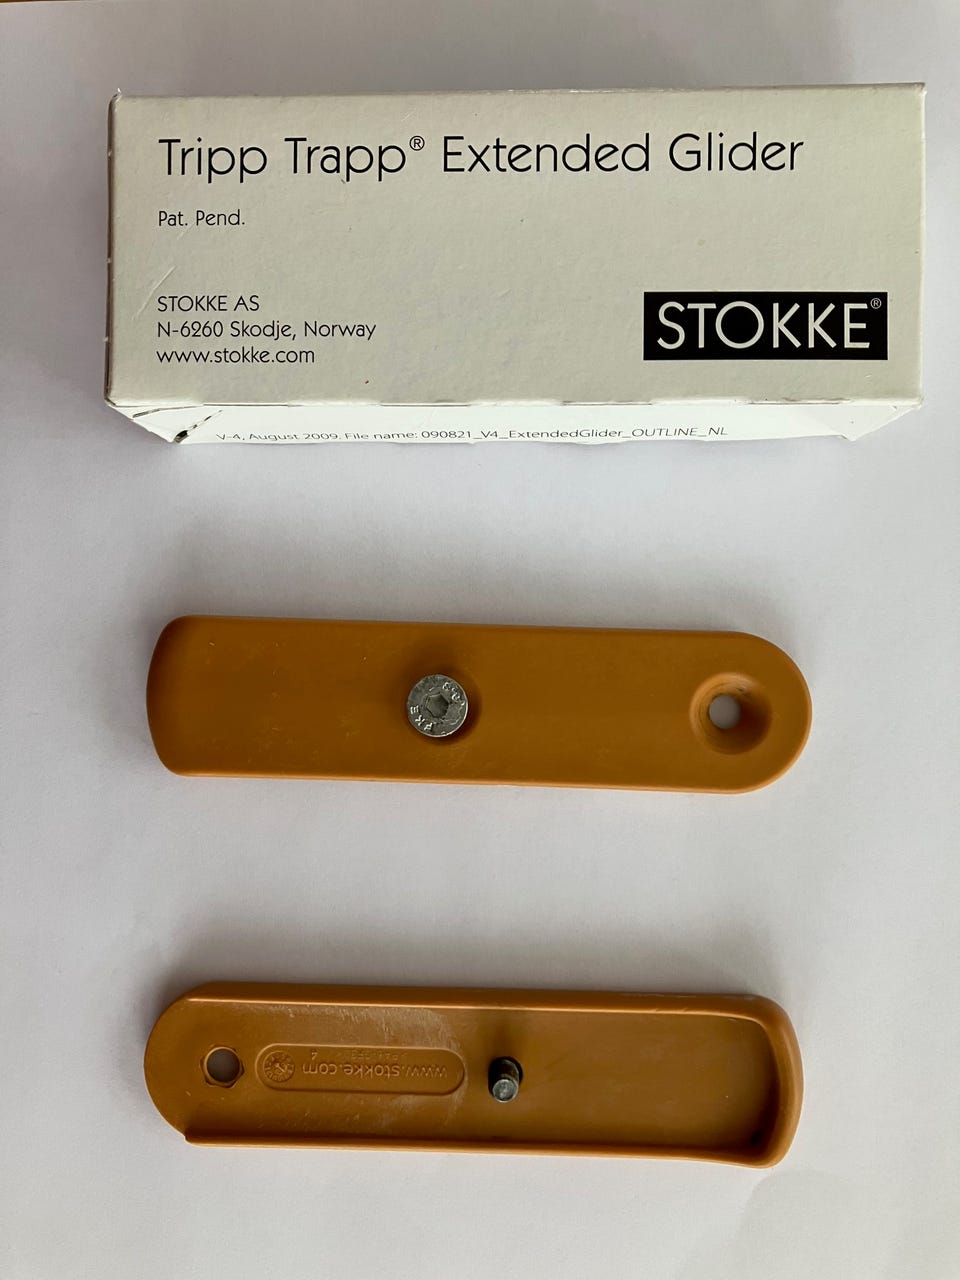 Tripp Trapp® Extended Glider
Pat. Pend.
STOKKE AS
N-6260 Skodje, Norway
www.stokke.com
STOKKE®
V-4, August 2009. File name: 090821_V4_ExtendedGlider_OUTLINE_NL
www.stokke.com
4